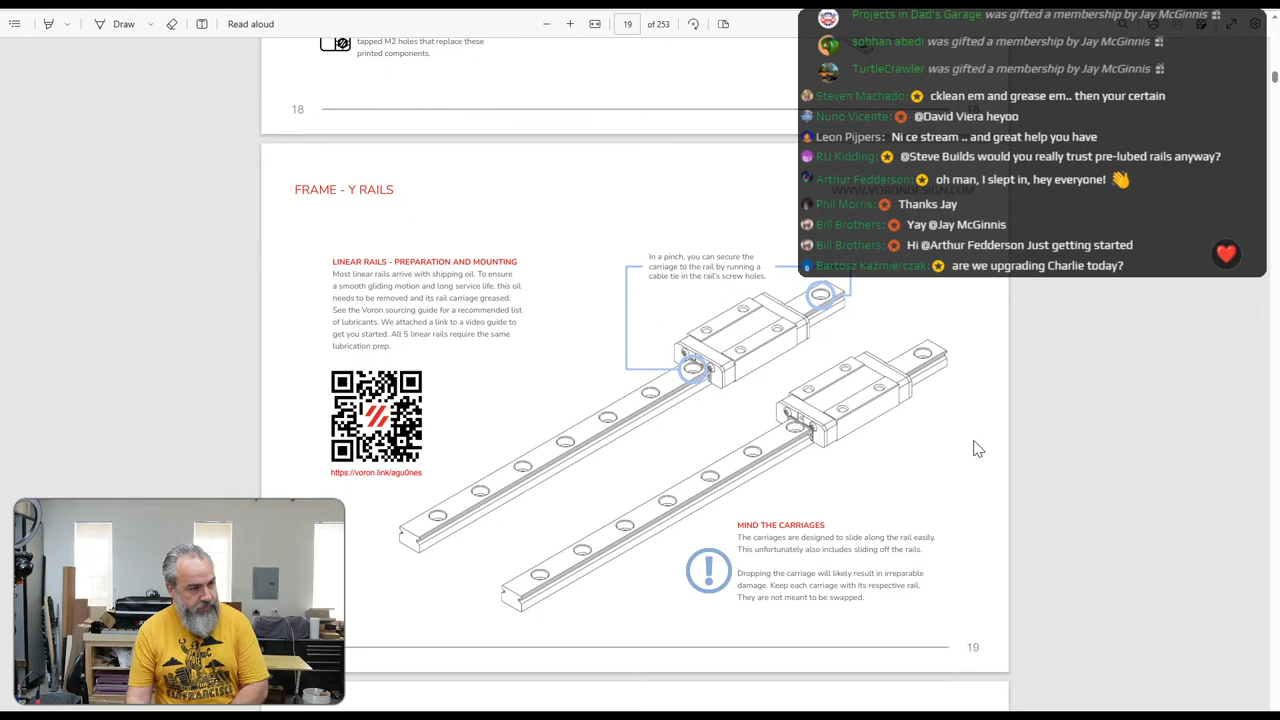 Draw
Read aloud
19 of 253
tapped M2 holes that replace these
printed components.
18
FRAME - Y RAILS
WWW.VORONDESIGN.COM
LINEAR RAILS - PREPARATION AND MOUNTING
Most linear rails arrive with shipping oil. To ensure
a smooth gliding motion and long service life, this oil
needs to be removed and its rail carriage greased.
See the Voron sourcing guide for a recommended list
of lubricants. We attached a link to a video guide to
get you started. All 5 linear rails require the same
lubrication prep.
https://voron.link/agu0nes
In a pinch, you can secure the
carriage to the rail by running a
cable tie in the rail's screw holes.
MIND THE CARRIAGES
The carriages are designed to slide along the rail easily.
This unfortunately also includes sliding off the rails.
Dropping the carriage will likely result in irreparable
damage. Keep each carriage with its respective rail.
They are not meant to be swapped.
19
Projects in Dad's Garage was gifted a membership by Jay McGinnis
sobhan abedi was gifted a membership by Jay McGinnis
TurtleCrawler was gifted a membership by Jay McGinnis
Steven Machado: cklean em and grease em.. then your certain
Nuno Vicente: @David Viera heyoo
Leon Pijpers: Ni ce stream .. and great help you have
RU Kidding: @Steve Builds would you really trust pre-lubed rails anyway?
Arthur Fedderson: oh man, I slept in, hey everyone! 👋
Phil Morris: Thanks Jay
Bill Brothers: Yay @Jay McGinnis
Bill Brothers: Hi @Arthur Fedderson Just getting started
Bartosz Kaźmierczak: are we upgrading Charlie today?